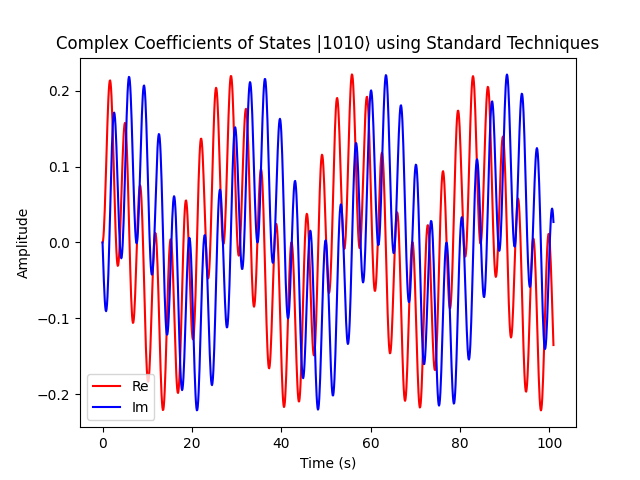 Complex Coefficients of States |1010⟩ using Standard Techniques
0.2
0.1
0.0
−0.1
−0.2
Amplitude
Re
Im
0 20 40 60 80 100
Time (s)